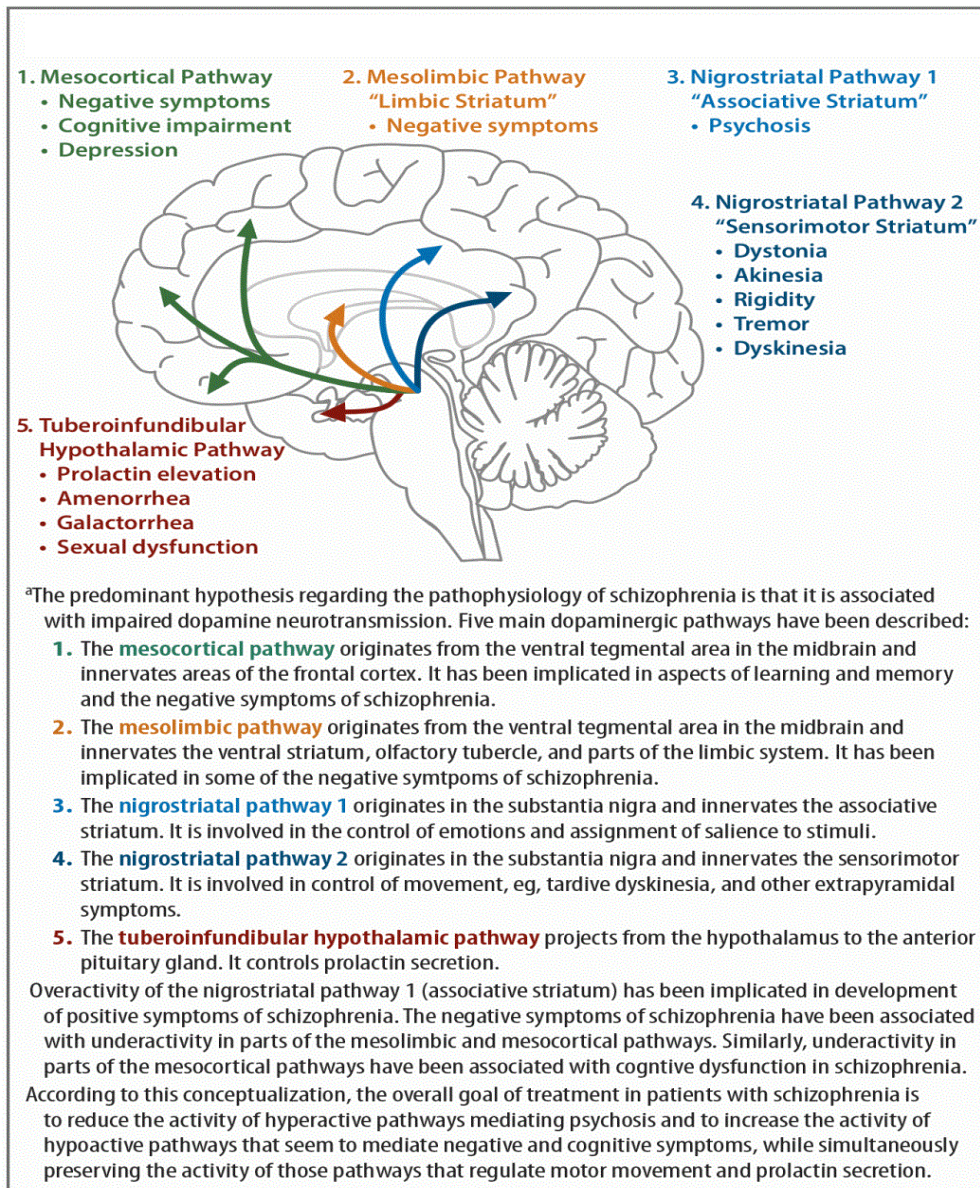 1. Mesocortical Pathway
• Negative symptoms
• Cognitive impairment
• Depression
2. Mesolimbic Pathway
“Limbic Striatum”
• Negative symptoms
3. Nigrostriatal Pathway 1
“Associative Striatum”
• Psychosis
4. Nigrostriatal Pathway 2
“Sensorimotor Striatum”
• Dystonia
• Akinesia
• Rigidity
• Tremor
• Dyskinesia
5. Tuberoinfundibular
Hypothalamic Pathway
• Prolactin elevation
• Amenorrhea
• Galactorrhea
• Sexual dysfunction
aThe predominant hypothesis regarding the pathophysiology of schizophrenia is that it is associated
with impaired dopamine neurotransmission. Five main dopaminergic pathways have been described:
1. The mesocortical pathway originates from the ventral tegmental area in the midbrain and
innervates areas of the frontal cortex. It has been implicated in aspects of learning and memory
and the negative symptoms of schizophrenia.
2. The mesolimbic pathway originates from the ventral tegmental area in the midbrain and
innervates the ventral striatum, olfactory tubercle, and parts of the limbic system. It has been
implicated in some of the negative symtpoms of schizophrenia.
3. The nigrostriatal pathway 1 originates in the substantia nigra and innervates the associative
striatum. It is involved in the control of emotions and assignment of salience to stimuli.
4. The nigrostriatal pathway 2 originates in the substantia nigra and innervates the sensorimotor
striatum. It is involved in control of movement, eg, tardive dyskinesia, and other extrapyramidal
symptoms.
5. The tuberoinfundibular hypothalamic pathway projects from the hypothalamus to the anterior
pituitary gland. It controls prolactin secretion.
Overactivity of the nigrostriatal pathway 1 (associative striatum) has been implicated in development
of positive symptoms of schizophrenia. The negative symptoms of schizophrenia have been associated
with underactivity in parts of the mesolimbic and mesocortical pathways. Similarly, underactivity in
parts of the mesocortical pathways have been associated with cogntive dysfunction in schizophrenia.
According to this conceptualization, the overall goal of treatment in patients with schizophrenia is
to reduce the activity of hyperactive pathways mediating psychosis and to increase the activity of
hypoactive pathways that seem to mediate negative and cognitive symptoms, while simultaneously
preserving the activity of those pathways that regulate motor movement and prolactin secretion.